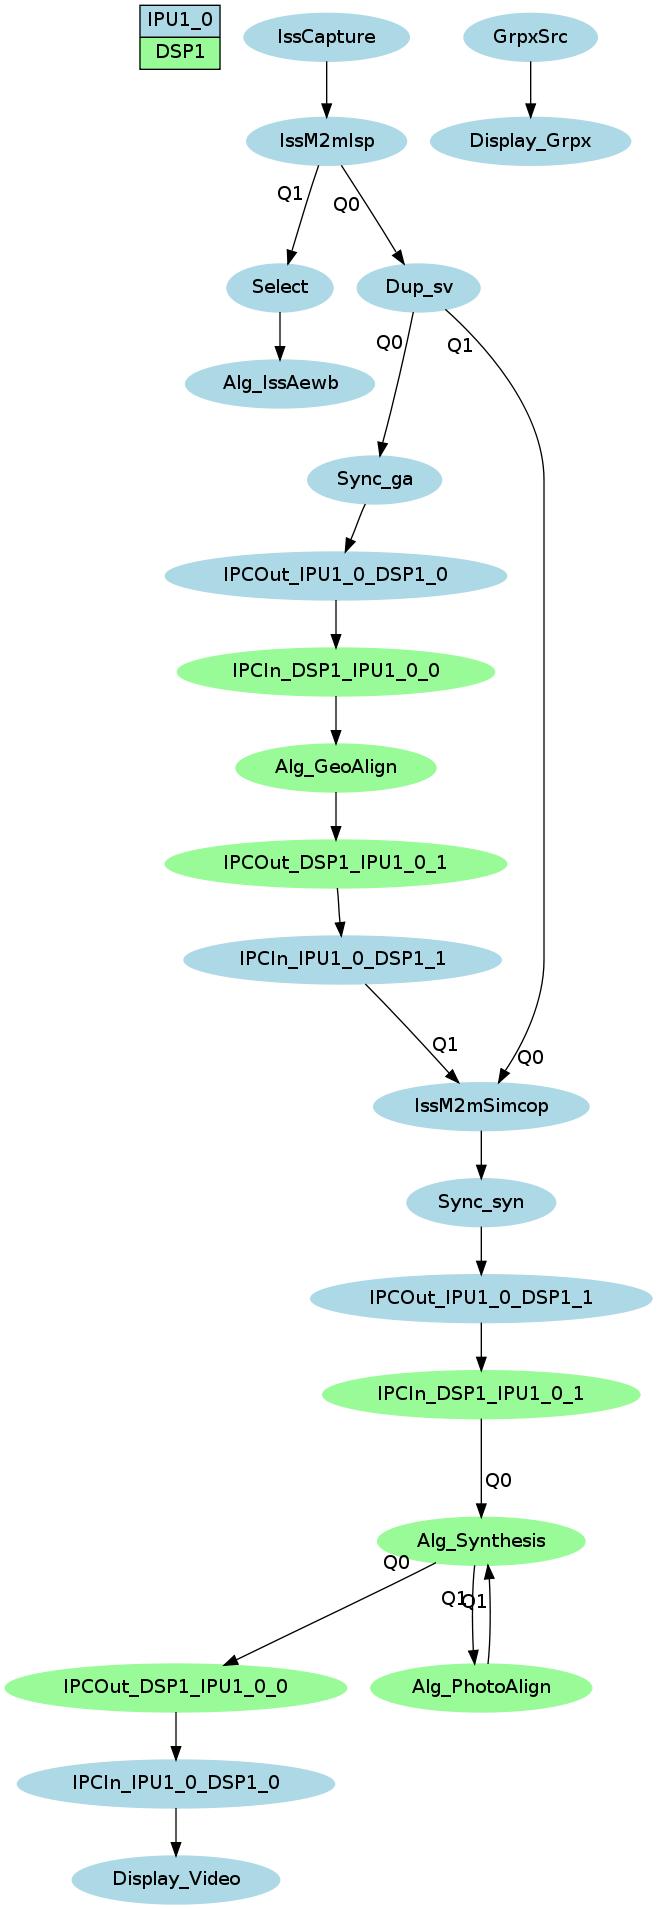 IPU1_0
DSP1
IssCapture
GrpxSrc
IssM2mIsp
Display_Grpx
Q1
Q0
Select
Dup_sv
Q0
Q1
Alg_IssAewb
Sync_ga
IPCOut_IPU1_0_DSP1_0
IPCIn_DSP1_IPU1_0_0
Alg_GeoAlign
IPCOut_DSP1_IPU1_0_1
IPCIn_IPU1_0_DSP1_1
Q1
Q0
IssM2mSimcop
Sync_syn
IPCOut_IPU1_0_DSP1_1
IPCIn_DSP1_IPU1_0_1
Q0
Alg_Synthesis
Q0
Q1
Q1
IPCOut_DSP1_IPU1_0_0
Alg_PhotoAlign
IPCIn_IPU1_0_DSP1_0
Display_Video